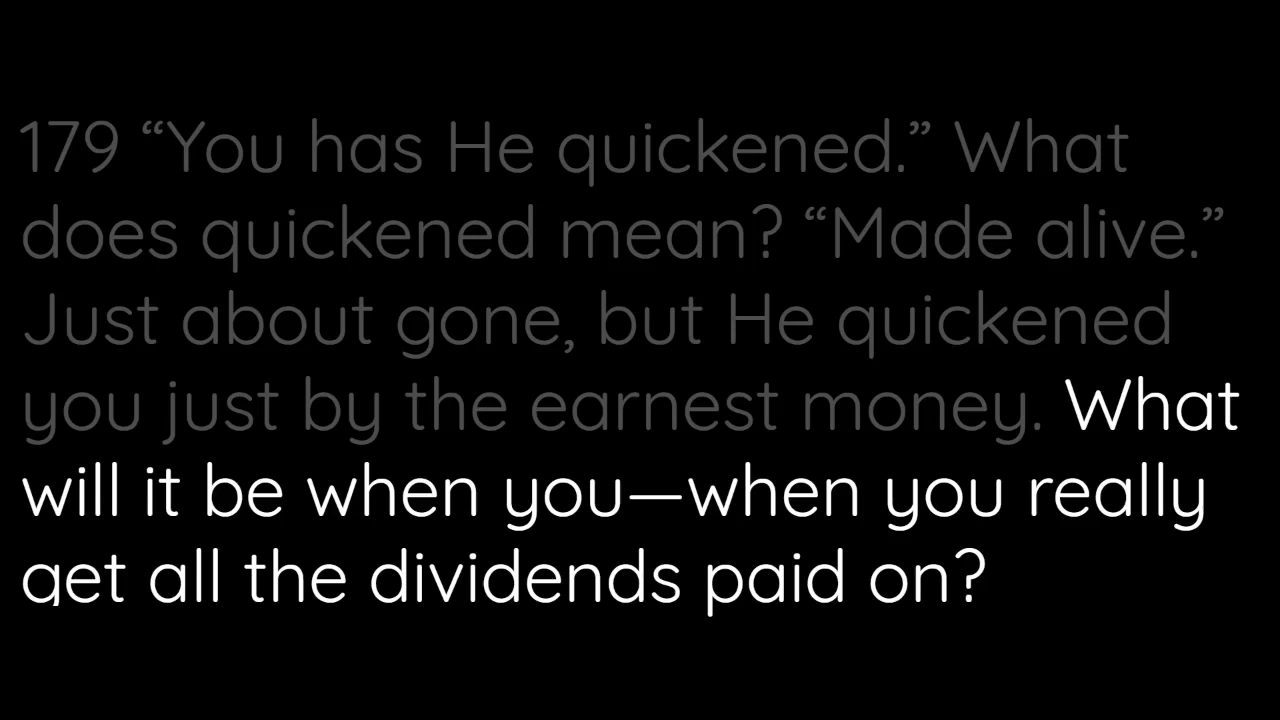 179 “You has He quickened.” What
does quickened mean? “Made alive.”
Just about gone, but He quickened
you just by the earnest money. What
will it be when you—when you really
get all the dividends paid on?